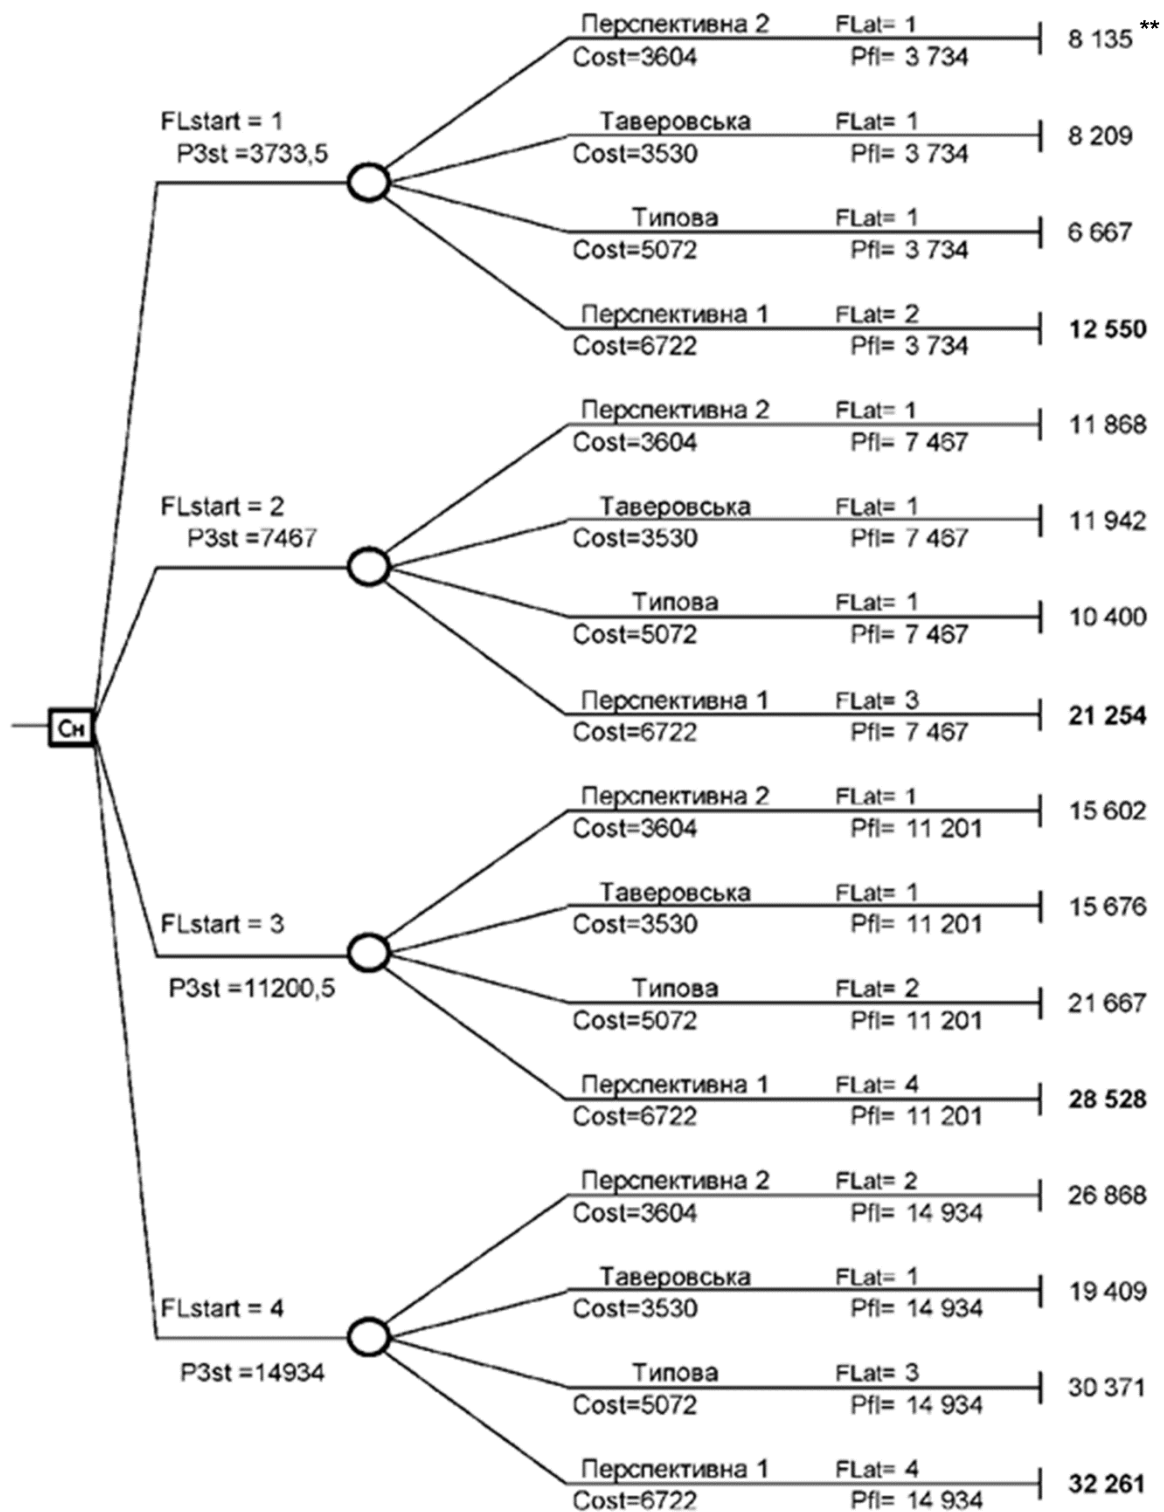 Перспективна 2 FLat= 1
8 135 **
Cost=3604 Pfl= 3 734
FLstart = 1
P3st =3733,5
Таверовська FLat= 1
8 209
Cost=3530 Pfl= 3 734
Типова FLat= 1
6 667
Cost=5072 Pfl= 3 734
Перспективна 1 FLat= 2
12 550
Cost=6722 Pfl= 3 734
Перспективна 2 FLat= 1
11 868
Cost=3604 Pfl= 7 467
FLstart = 2
P3st =7467
Таверовська FLat= 1
11 942
Cost=3530 Pfl= 7 467
Типова FLat= 1
10 400
Cost=5072 Pfl= 7 467
Перспективна 1 FLat= 3
21 254
Cost=6722 Pfl= 7 467
Сн
Перспективна 2 FLat= 1
15 602
Cost=3604 Pfl= 11 201
FLstart = 3
P3st =11200,5
Таверовська FLat= 1
15 676
Cost=3530 Pfl= 11 201
Типова FLat= 2
21 667
Cost=5072 Pfl= 11 201
Перспективна 1 FLat= 4
28 528
Cost=6722 Pfl= 11 201
Перспективна 2 FLat= 2
26 868
Cost=3604 Pfl= 14 934
FLstart = 4
P3st =14934
Таверовська FLat= 1
19 409
Cost=3530 Pfl= 14 934
Типова FLat= 3
30 371
Cost=5072 Pfl= 14 934
Перспективна 1 FLat= 4
32 261
Cost=6722 Pfl= 14 934